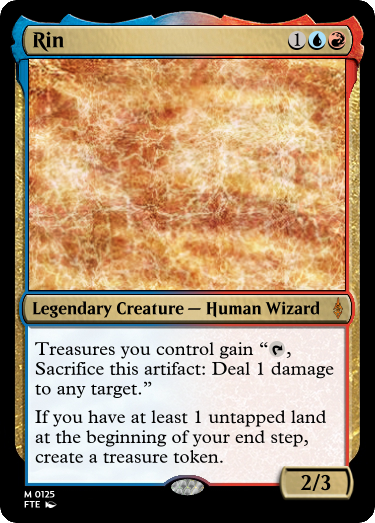 Rin 1
Legendary Creature — Human Wizard
Treasures you control gain “ ,
Sacrifice this artifact: Deal 1 damage
to any target.”
If you have at least 1 untapped land
at the beginning of your end step,
create a treasure token.
2/3
M 0125
FTE